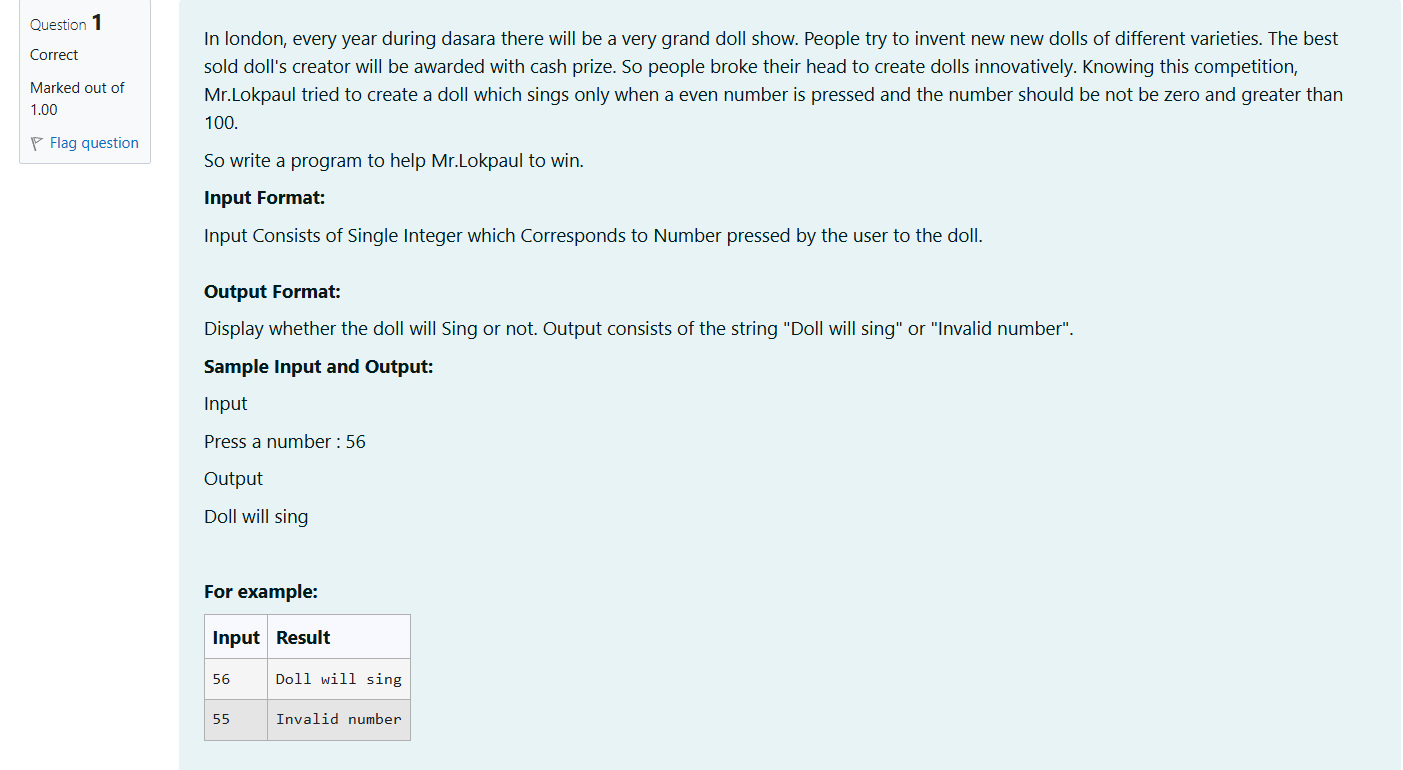 Question 1
Correct
Marked out of
1.00
Flag question
In london, every year during dasara there will be a very grand doll show. People try to invent new new dolls of different varieties. The best
sold doll's creator will be awarded with cash prize. So people broke their head to create dolls innovatively. Knowing this competition,
Mr.Lokpaul tried to create a doll which sings only when a even number is pressed and the number should be not be zero and greater than
100.
So write a program to help Mr.Lokpaul to win.
Input Format:
Input Consists of Single Integer which Corresponds to Number pressed by the user to the doll.
Output Format:
Display whether the doll will Sing or not. Output consists of the string "Doll will sing" or "Invalid number".
Sample Input and Output:
Input
Press a number : 56
Output
Doll will sing
For example:
Input Result
56 Doll will sing
55 Invalid number